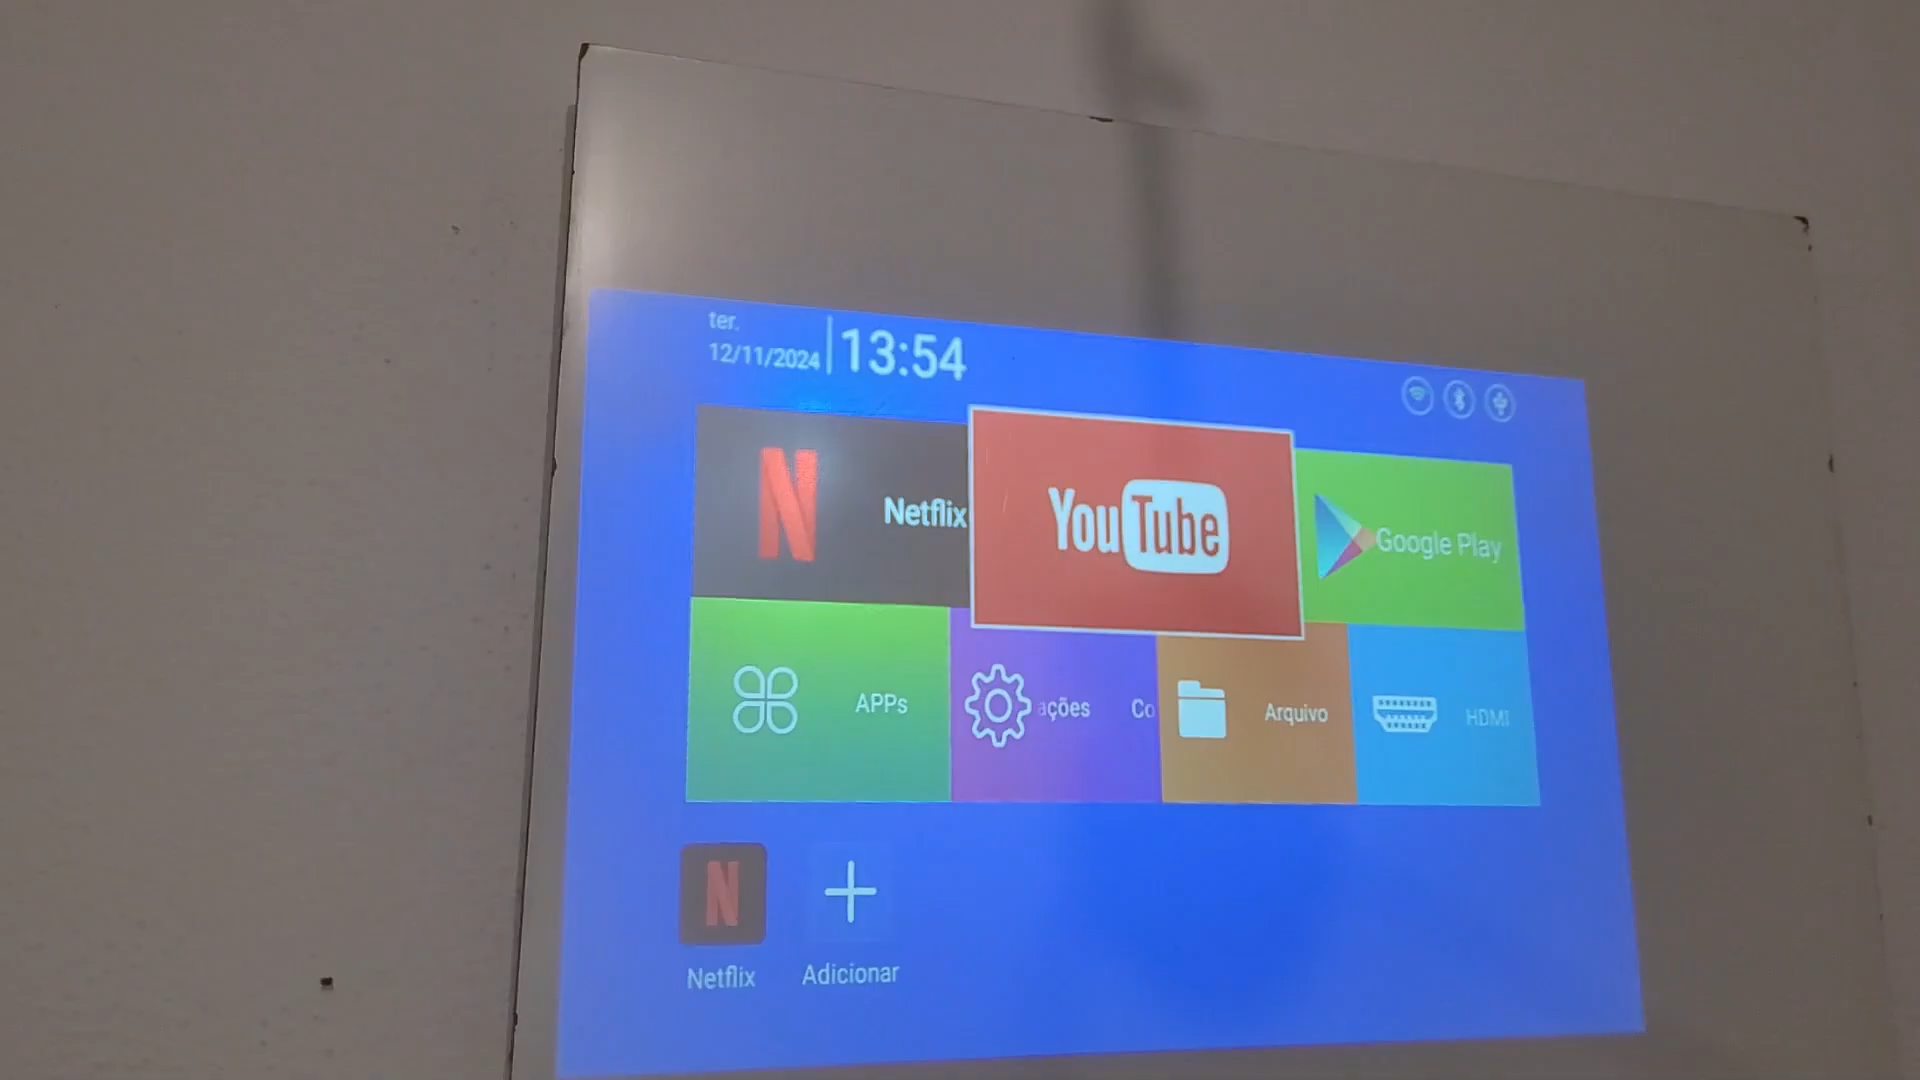 ter.
12/11/2024
13:54
Netflix
YouTube
Google Play
APPs
ações Co
Arquivo
HDMI
Netflix
Adicionar